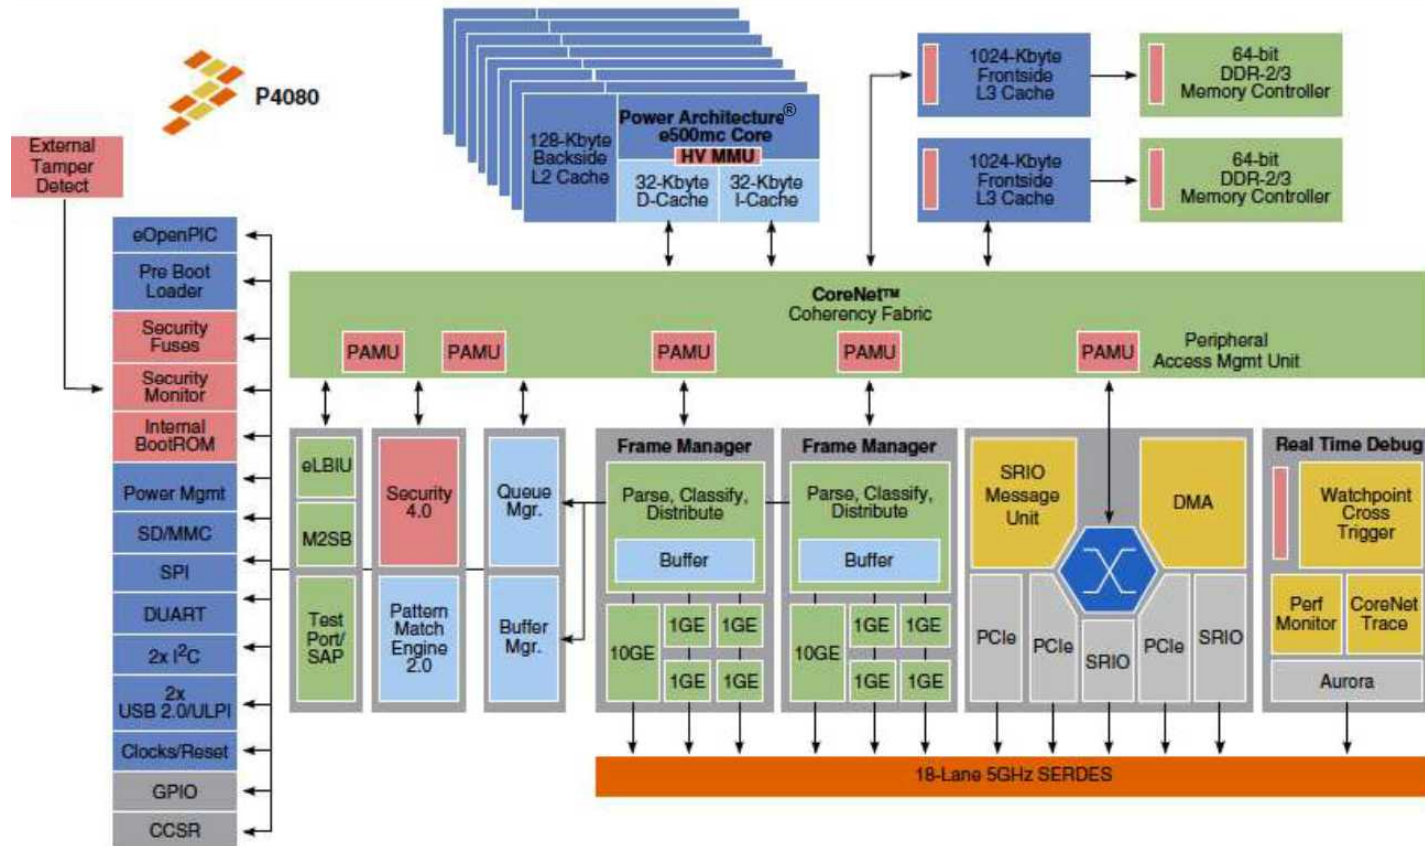 P4080
External
Tamper
Detect
128-Kbyte
Backside
L2 Cache
Power Architecture®
e500mc Core
HV MMU
32-Kbyte
D-Cache
32-Kbyte
I-Cache
1024-Kbyte
Frontside
L3 Cache
64-bit
DDR-2/3
Memory Controller
1024-Kbyte
Frontside
L3 Cache
64-bit
DDR-2/3
Memory Controller
eOpenPIC
Pre Boot
Loader
Security
Fuses
Security
Monitor
Internal
BootROM
Power Mgmt
SD/MMC
SPI
DUART
2x I²C
2x
USB 2.0/ULPI
Clocks/Reset
GPIO
CCSR
CoreNet™
Coherency Fabric
PAMU
PAMU
PAMU
PAMU
PAMU
Peripheral
Access Mgmt Unit
eLBIU
M2SB
Test
Port/
SAP
Security
4.0
Pattern
Match
Engine
2.0
Queue
Mgr.
Buffer
Mgr.
Frame Manager
Parse, Classify,
Distribute
Buffer
10GE
1GE
1GE
1GE
1GE
Frame Manager
Parse, Classify,
Distribute
Buffer
10GE
1GE
1GE
1GE
1GE
SRIO
Message
Unit
DMA
PCIe
PCIe
SRIO
PCIe
SRIO
Real Time Debug
Watchpoint
Cross
Trigger
Perf
Monitor
CoreNet
Trace
Aurora
18-Lane 5GHz SERDES